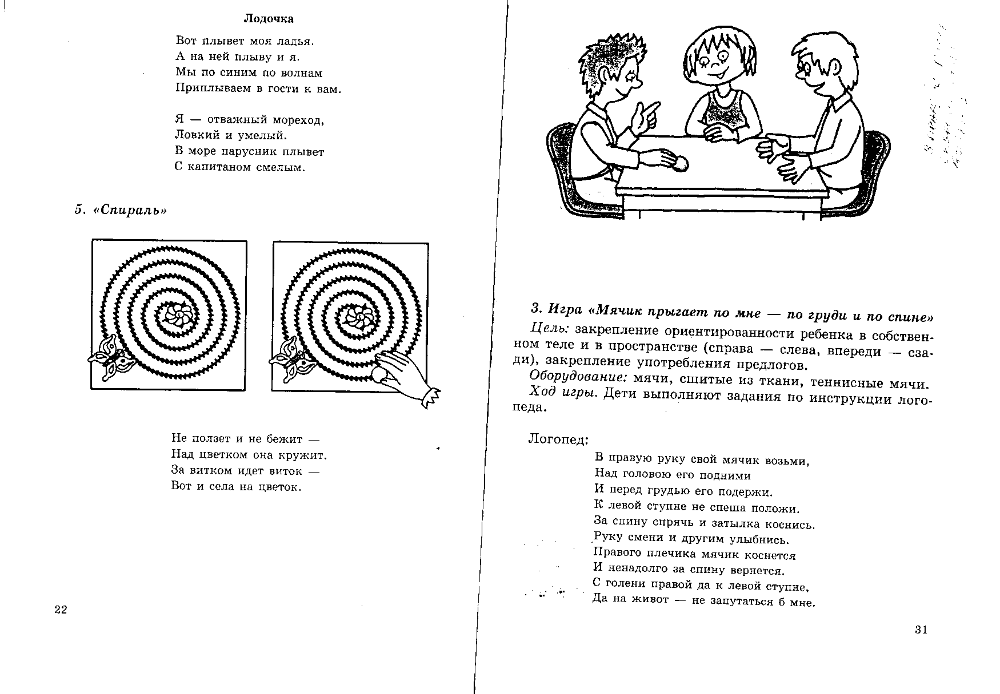 Лодочка
Вот плывет моя ладья.
А на ней плыву и я.
Мы по синим по волнам
Приплываем в гости к вам.
Я — отважный мореход,
Ловкий и умелый.
В море парусник плывет
С капитаном смелым.
5. «Спираль»
Не ползет и не бежит —
Над цветком она кружит.
За витком идет виток —
Вот и села на цветок.
22
3. Игра «Мячик прыгает по мне — по груди и по спине»
Цель: закрепление ориентированности ребенка в собствен-
ном теле и в пространстве (справа — слева, впереди — сза-
ди), закрепление употребления предлогов.
Оборудование: мячи, сшитые из ткани, теннисные мячи.
Ход игры. Дети выполняют задания по инструкции лого-
педа.
Логопед:
В правую руку свой мячик возьми,
Над головою его подними
И перед грудью его подержи.
К левой ступне не спеша положи.
За спину спрячь и затылка коснись.
Руку смени и другим улыбнись.
Правого плечика мячик коснется
И ненадолго за спину вернется.
С голени правой да к левой ступне,
Да на живот — не запутаться б мне.
31